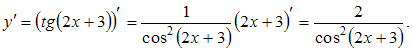 y′ = (tg(2x+3))′ = 1/cos²(2x+3) (2x+3)′ = 2/cos²(2x+3).